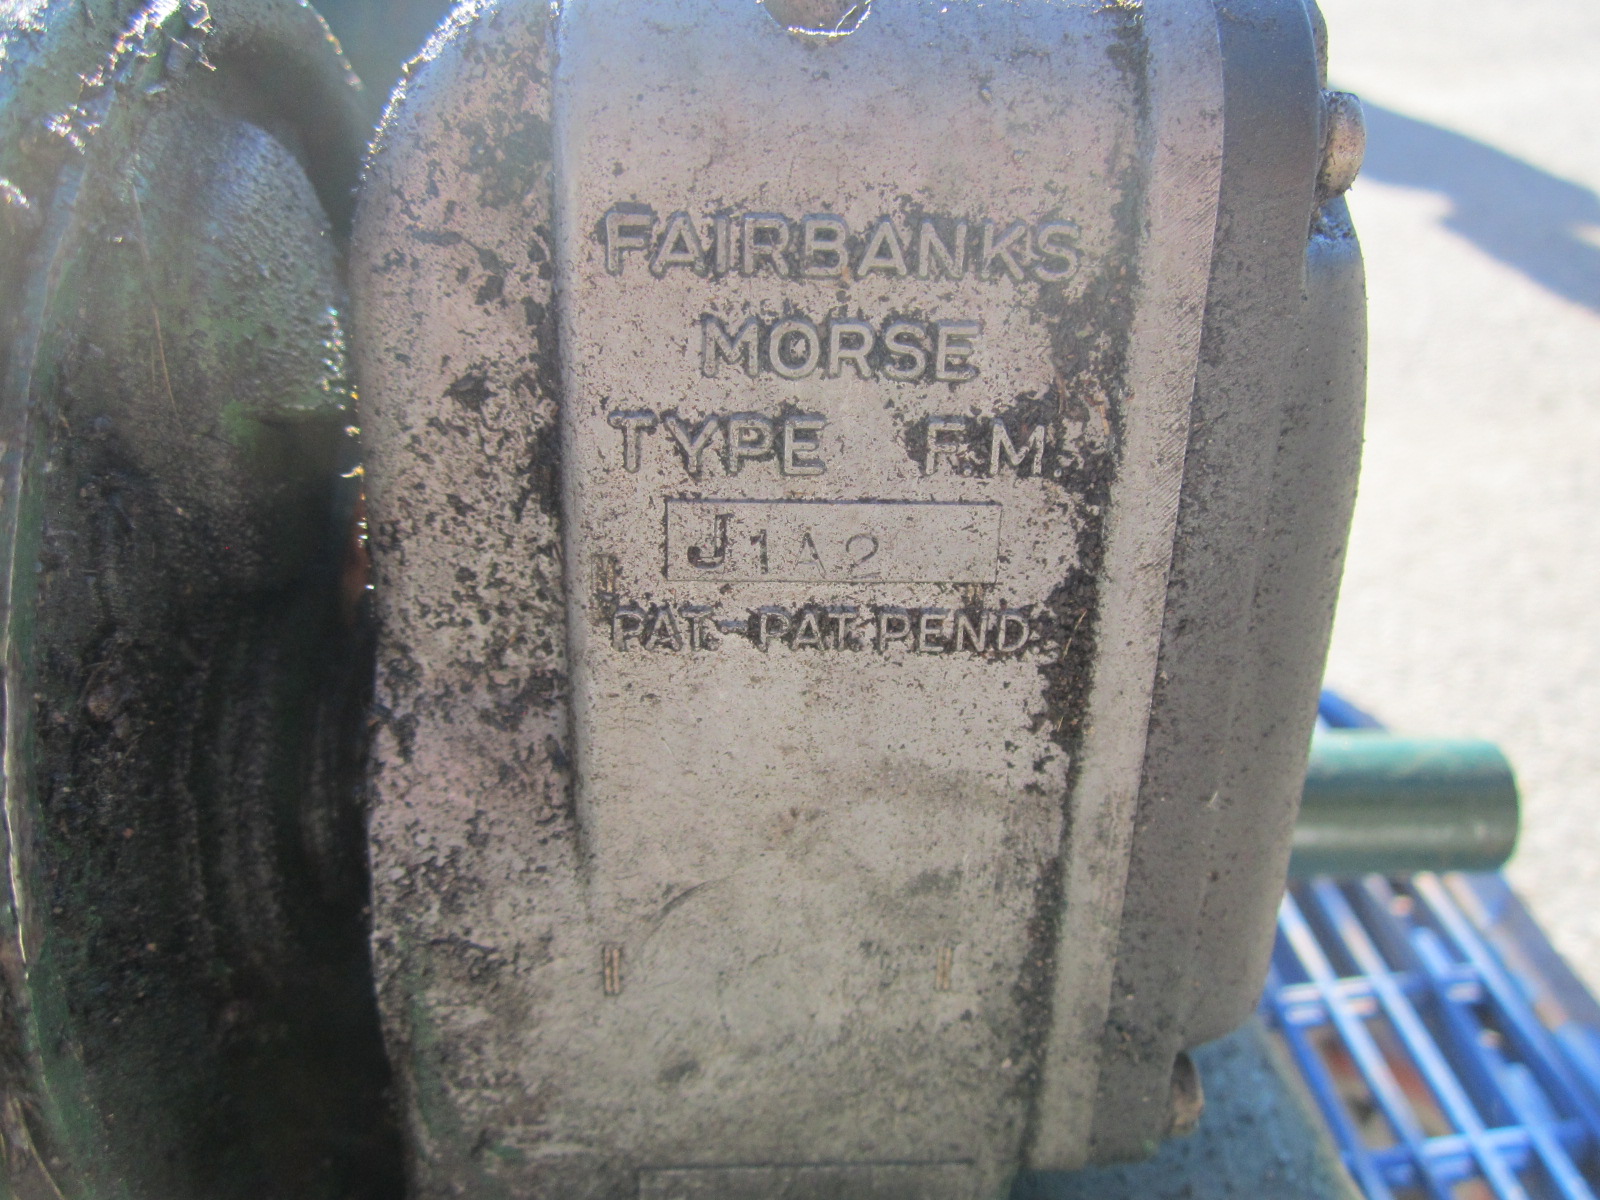 FAIRBANKS
MORSE
TYPE F.M.
J1A2
PAT.-PAT.PEND.